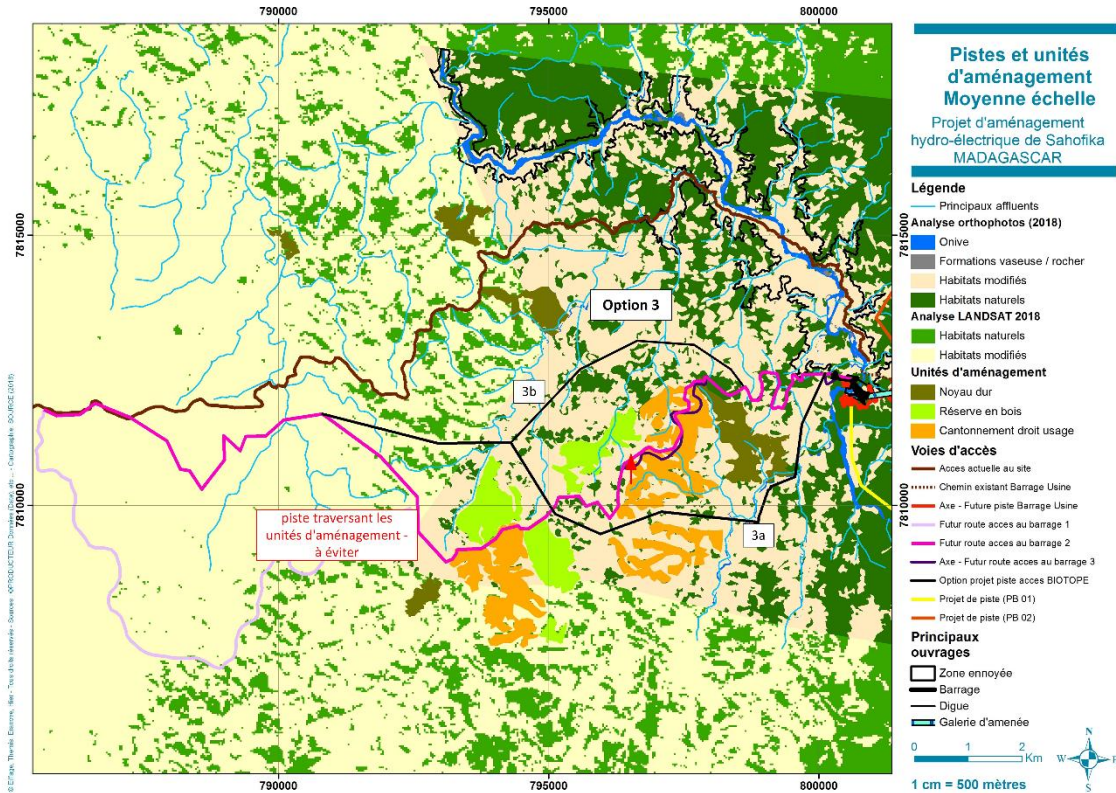 790000
795000
800000
Pistes et unités
d'aménagement
Moyenne échelle
Projet d'aménagement
hydro-électrique de Sahofika
MADAGASCAR
Légende
Principaux affluents
Analyse orthophotos (2018)
Onive
Formations vaseuse / rocher
Habitats modifiés
Habitats naturels
Analyse LANDSAT 2018
Habitats naturels
Habitats modifiés
Unités d'aménagement
Noyau dur
Réserve en bois
Cantonnement droit usage
Voies d'accès
Acces actuelle au site
Chemin existant Barrage Usine
Axe - Future piste Barrage Usine
Futur route acces au barrage 1
Futur route acces au barrage 2
Axe - Futur route acces au barrage 3
Option projet piste acces BIOTOPE
Projet de piste (PB 01)
Projet de piste (PB 02)
Principaux
ouvrages
Zone ennoyée
Barrage
Digue
Galerie d'amenée
0 1 2
Km
1 cm = 500 mètres
N
W
E
S
7815000
7815000
Option 3
3b
3a
7810000
7810000
piste traversant les
unités d'aménagement -
à éviter
790000
795000
800000